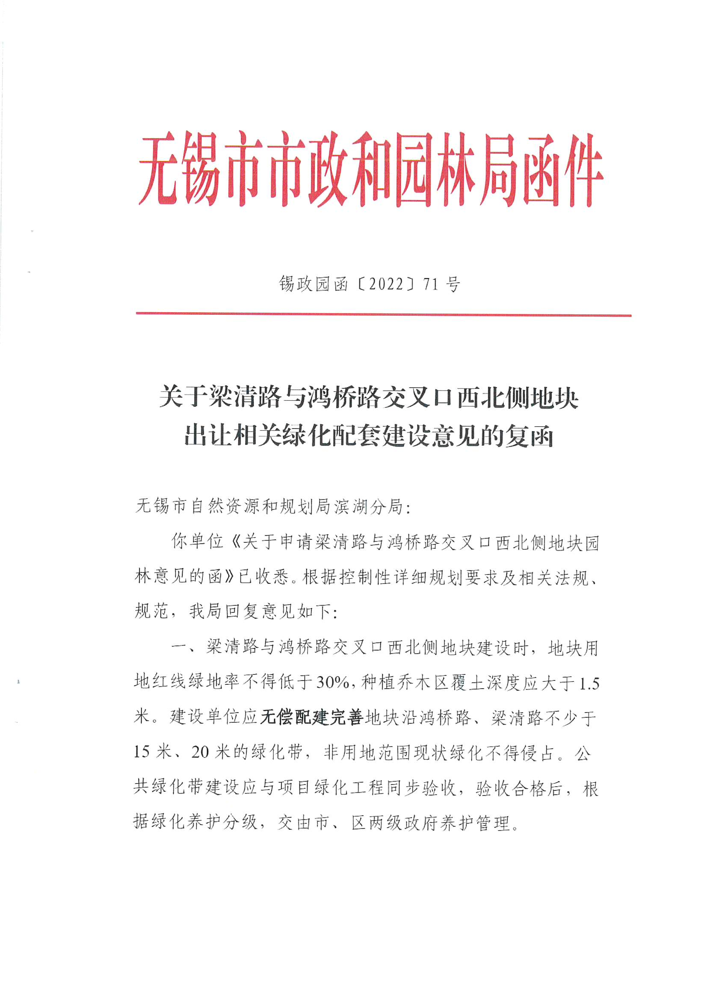 无锡市市政和园林局函件
锡政园函〔2022〕71 号
关于梁清路与鸿桥路交叉口西北侧地块
出让相关绿化配套建设意见的复函
无锡市自然资源和规划局滨湖分局：
你单位《关于申请梁清路与鸿桥路交叉口西北侧地块园
林意见的函》已收悉。根据控制性详细规划要求及相关法规、
规范，我局回复意见如下：
一、梁清路与鸿桥路交叉口西北侧地块建设时，地块用
地红线绿地率不得低于30%，种植乔木区覆土深度应大于1.5
米。建设单位应无偿配建完善地块沿鸿桥路、梁清路不少于
15 米、20 米的绿化带，非用地范围现状绿化不得侵占。公
共绿化带建设应与项目绿化工程同步验收，验收合格后，根
据绿化养护分级，交由市、区两级政府养护管理。